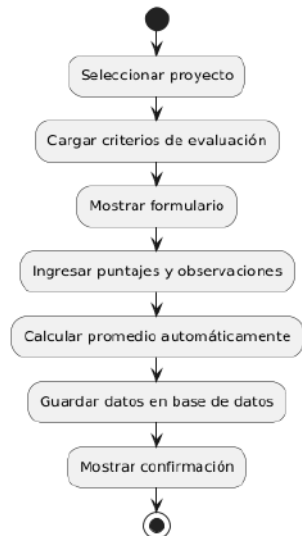 Seleccionar proyecto
Cargar criterios de evaluación
Mostrar formulario
Ingresar puntajes y observaciones
Calcular promedio automáticamente
Guardar datos en base de datos
Mostrar confirmación